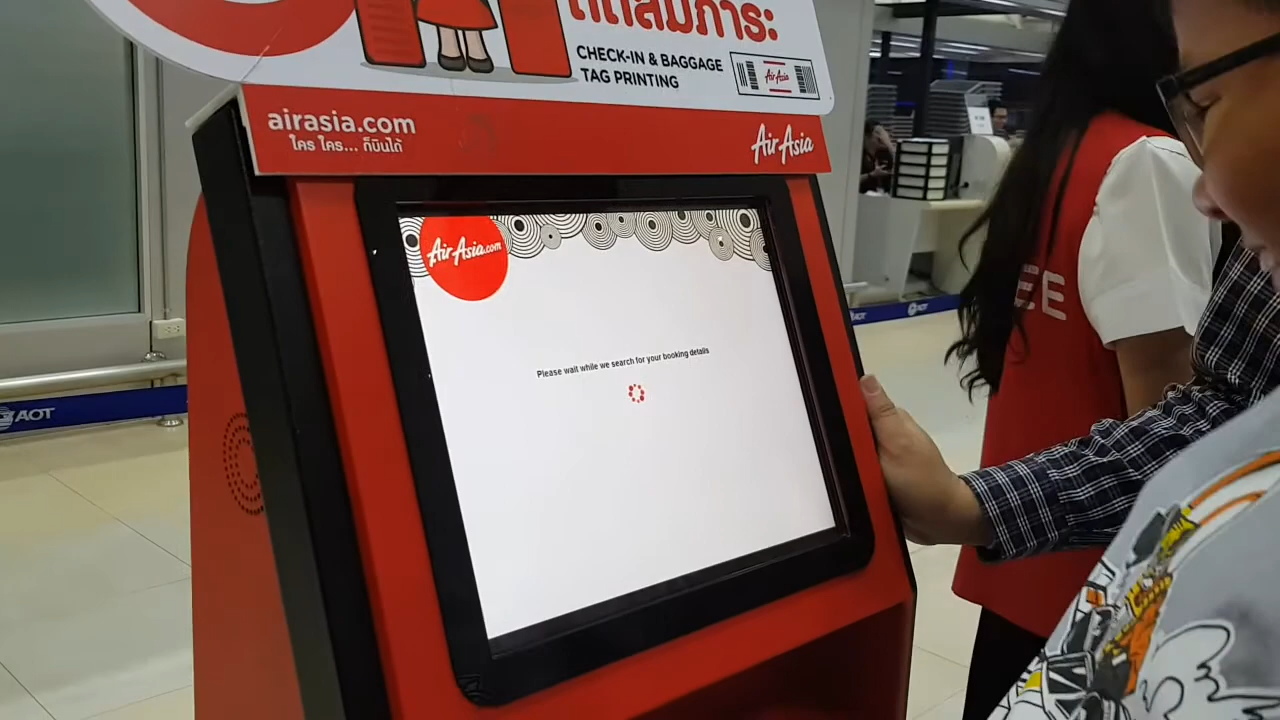 CHECK-IN & BAGGAGE
TAG PRINTING
AirAsia
airasia.com
ใคร ใคร... ก็บินได้
AirAsia
AirAsia.com
Please wait while we search for your booking details
AOT
AOT
EE